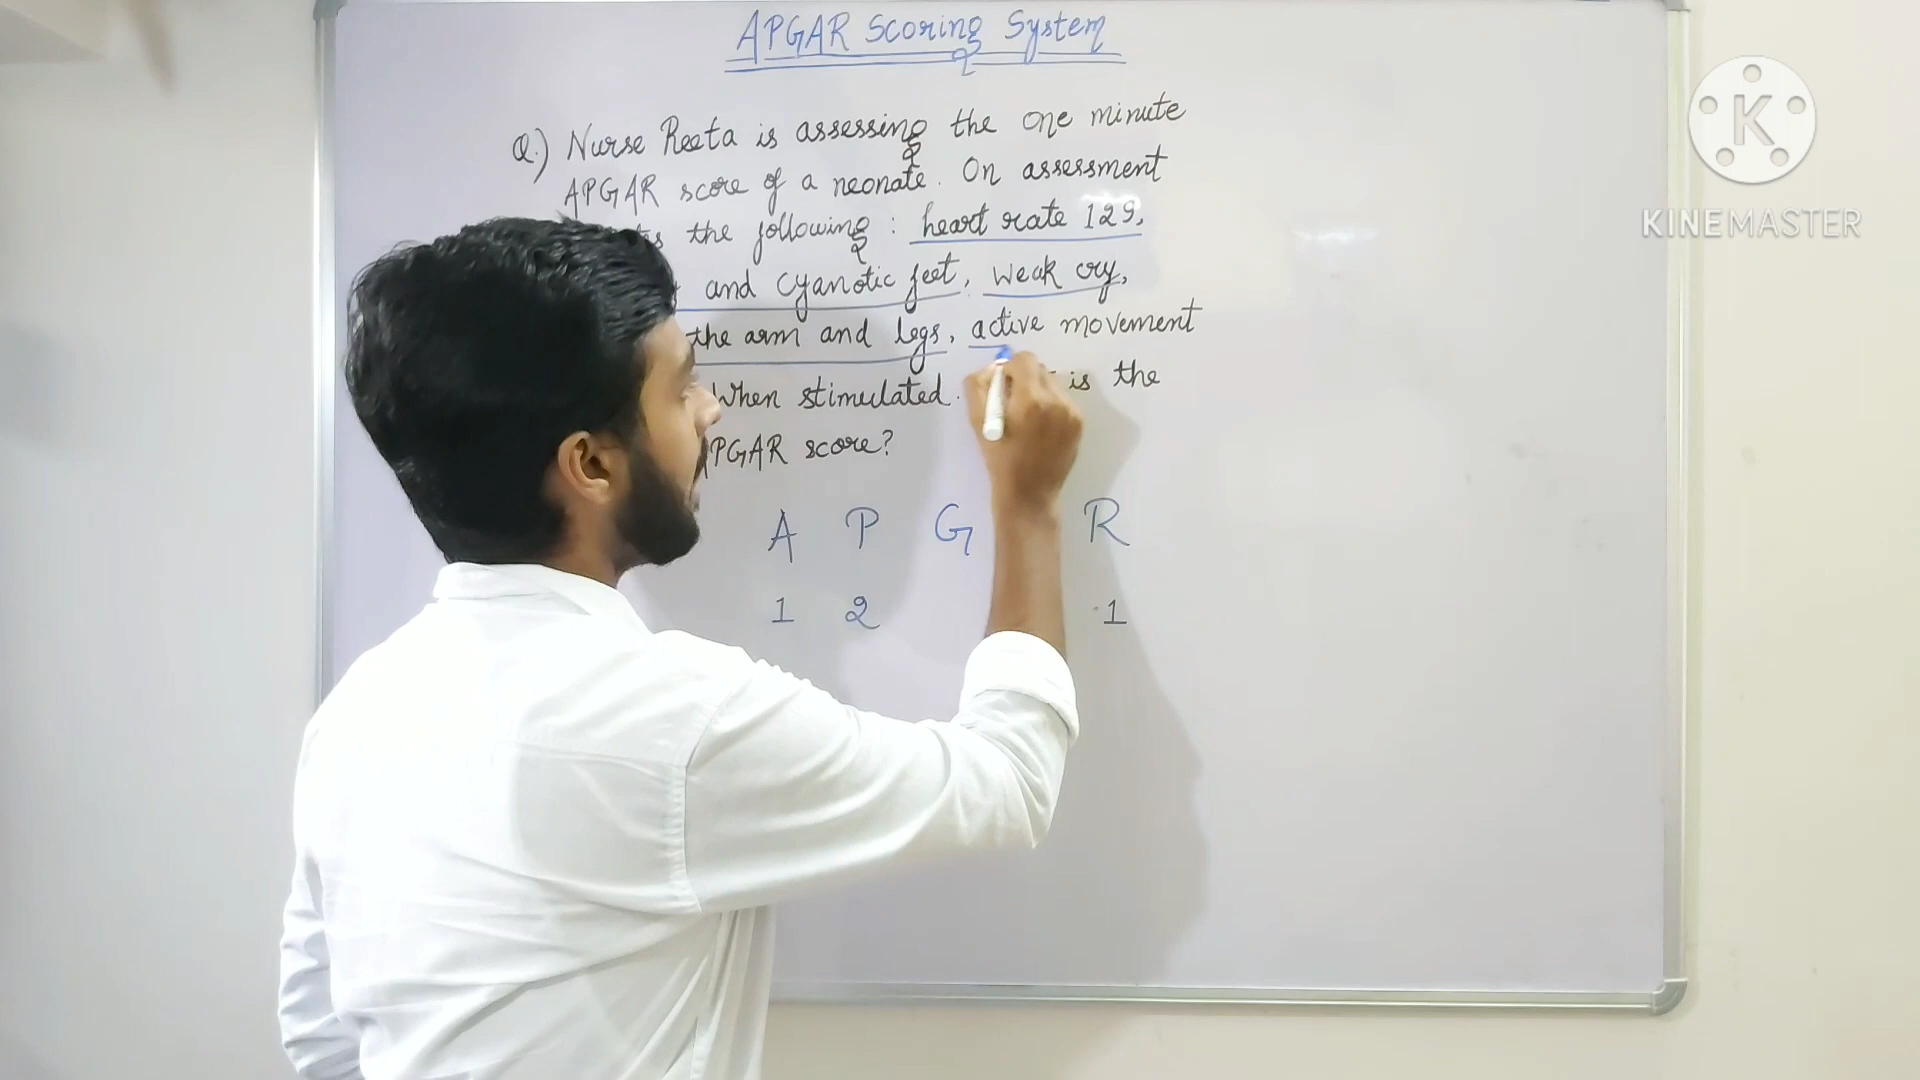 APGAR Scoring System
Q.) Nurse Reeta is assessing the one minute
APGAR score of a neonate. On assessment
the following : heart rate 129,
and cyanotic feet, weak cry,
the arm and legs, active movement
When stimulated. is the
APGAR score?
A P G R
1 2 1
K
KINEMASTER